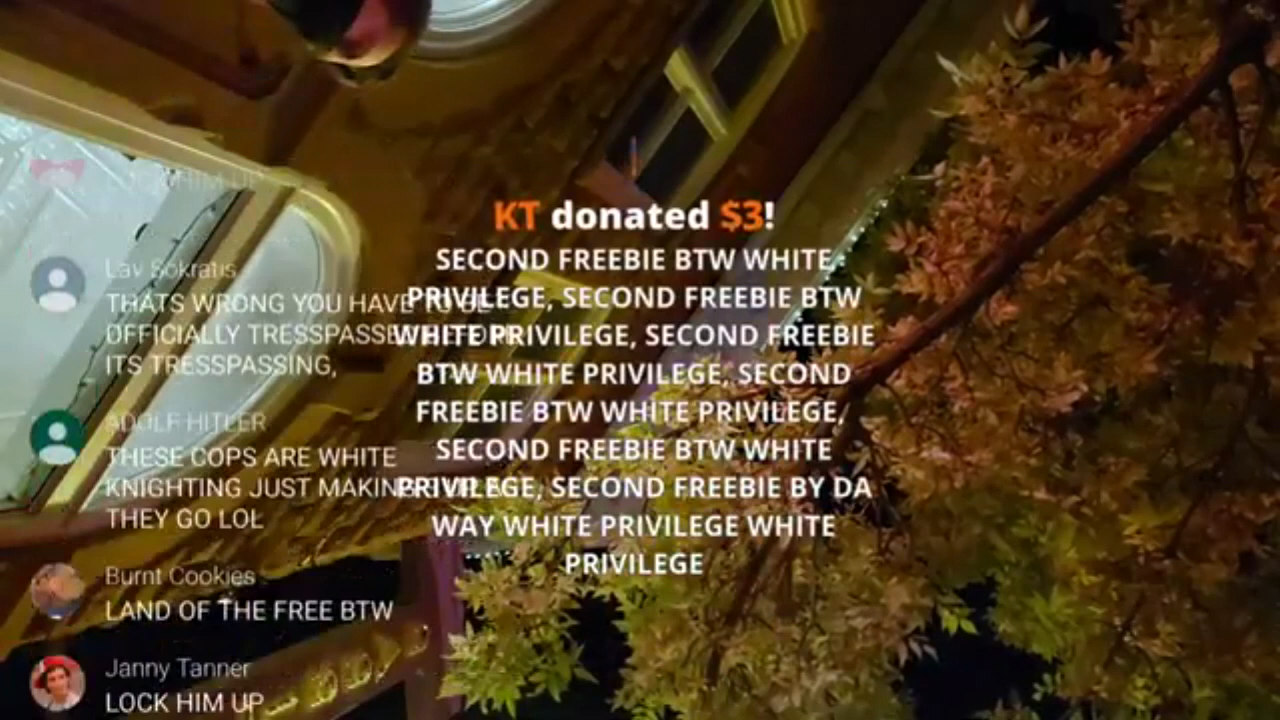 LOCK HIM UP
Lav Sokratis
THATS WRONG YOU HAVE TO BE
OFFICIALLY TRESSPASSED
ITS TRESSPASSING,
ADOLF HITLER
THESE COPS ARE WHITE
KNIGHTING JUST MAKING
THEY GO LOL
Burnt Cookies
LAND OF THE FREE BTW
Janny Tanner
LOCK HIM UP
KT donated $3!
SECOND FREEBIE BTW WHITE
PRIVILEGE, SECOND FREEBIE BTW
WHITE PRIVILEGE, SECOND FREEBIE
BTW WHITE PRIVILEGE, SECOND
FREEBIE BTW WHITE PRIVILEGE,
SECOND FREEBIE BTW WHITE
PRIVILEGE, SECOND FREEBIE BY DA
WAY WHITE PRIVILEGE WHITE
PRIVILEGE